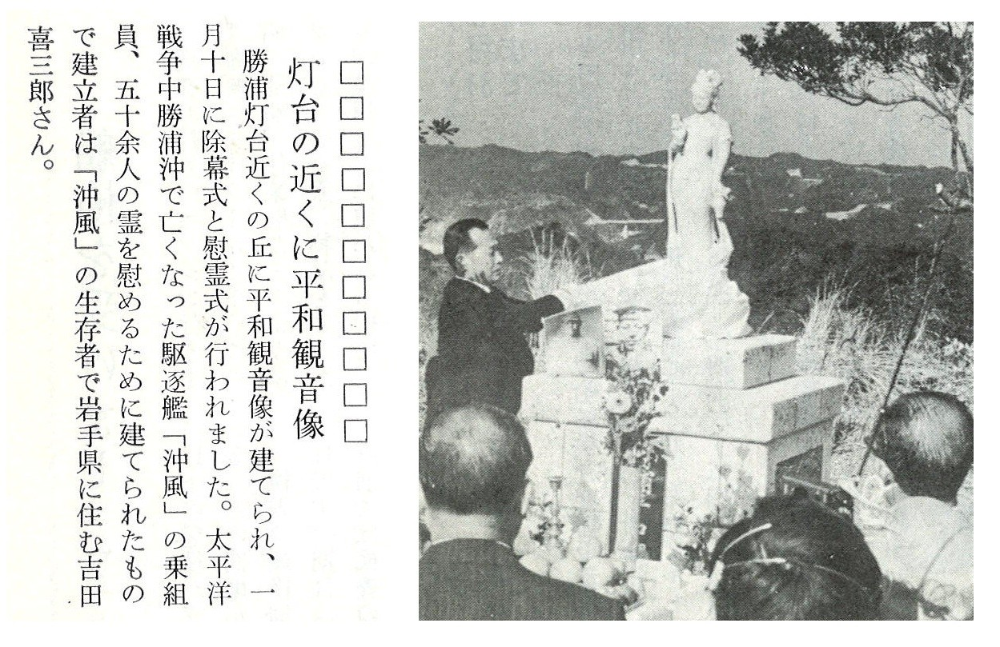 □□□□□□□□□□□
灯台の近くに平和観音像
勝浦灯台近くの丘に平和観音像が建てられ、一
月十日に除幕式と慰霊式が行われました。太平洋
戦争中勝浦沖で亡くなった駆逐艦「沖風」の乗組
員、五十余人の霊を慰めるために建てられたもの
で建立者は「沖風」の生存者で岩手県に住む吉田
喜三郎さん。